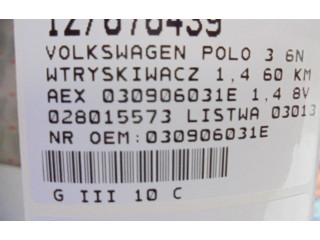 127676439
VOLKSWAGEN POLO 3 6N
WTRYSKIWACZ 1,4 60 KM
AEX 030906031E 1,4 8V
028015573 LISTWA 03013
NR OEM:030906031E
G III 10 C